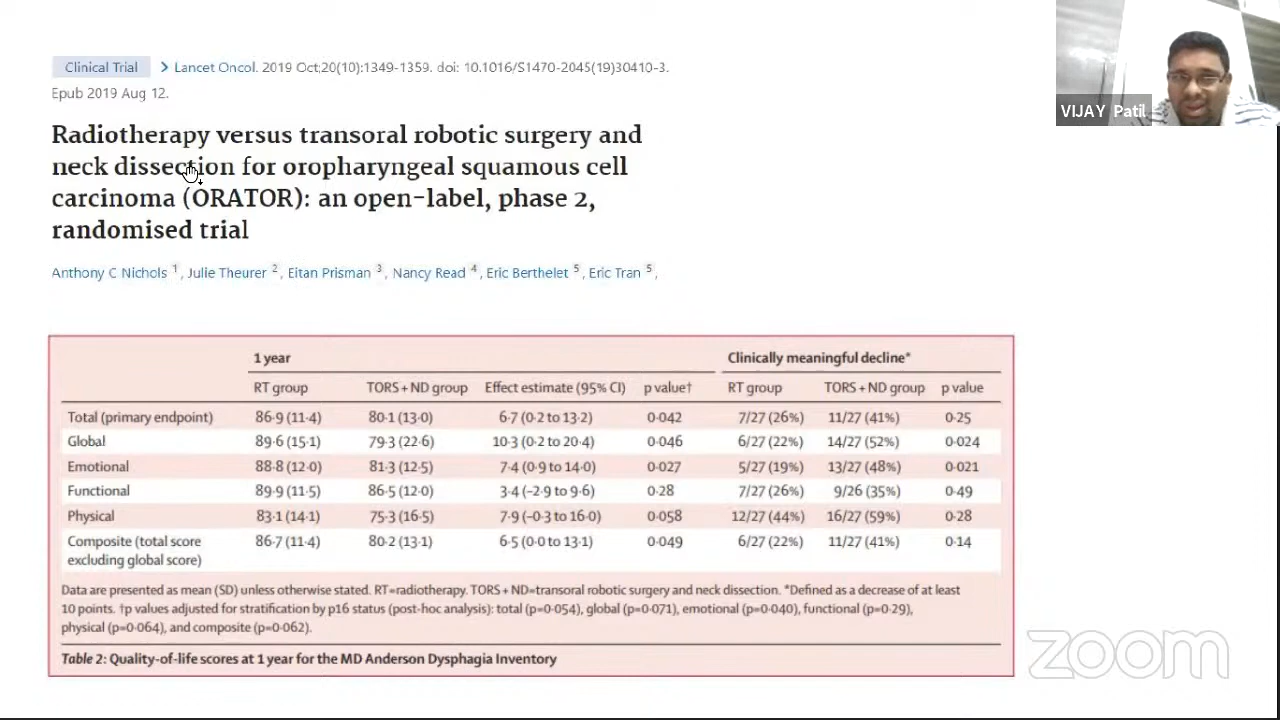 Clinical Trial > Lancet Oncol. 2019 Oct;20(10):1349-1359. doi: 10.1016/S1470-2045(19)30410-3.
Epub 2019 Aug 12.
Radiotherapy versus transoral robotic surgery and
neck dissection for oropharyngeal squamous cell
carcinoma (ORATOR): an open-label, phase 2,
randomised trial
Anthony C Nichols 1, Julie Theurer 2, Eitan Prisman 3, Nancy Read 4, Eric Berthelet 5, Eric Tran 5,
VIJAY Patil
1 year Clinically meaningful decline*
RT group TORS + ND group Effect estimate (95% CI) p value† RT group TORS + ND group p value
Total (primary endpoint) 86·9 (11·4) 80·1 (13·0) 6·7 (0·2 to 13·2) 0·042 7/27 (26%) 11/27 (41%) 0·25
Global 89·6 (15·1) 79·3 (22·6) 10·3 (0·2 to 20·4) 0·046 6/27 (22%) 14/27 (52%) 0·024
Emotional 88·8 (12·0) 81·3 (12·5) 7·4 (0·9 to 14·0) 0·027 5/27 (19%) 13/27 (48%) 0·021
Functional 89·9 (11·5) 86·5 (12·0) 3·4 (–2·9 to 9·6) 0·28 7/27 (26%) 9/26 (35%) 0·49
Physical 83·1 (14·1) 75·3 (16·5) 7·9 (–0·3 to 16·0) 0·058 12/27 (44%) 16/27 (59%) 0·28
Composite (total score 86·7 (11·4) 80·2 (13·1) 6·5 (0·0 to 13·1) 0·049 6/27 (22%) 11/27 (41%) 0·14
excluding global score)
Data are presented as mean (SD) unless otherwise stated. RT=radiotherapy. TORS + ND=transoral robotic surgery and neck dissection. *Defined as a decrease of at least
10 points. †p values adjusted for stratification by p16 status (post-hoc analysis): total (p=0·054), global (p=0·071), emotional (p=0·040), functional (p=0·29),
physical (p=0·064), and composite (p=0·062).
Table 2: Quality-of-life scores at 1 year for the MD Anderson Dysphagia Inventory
zoom